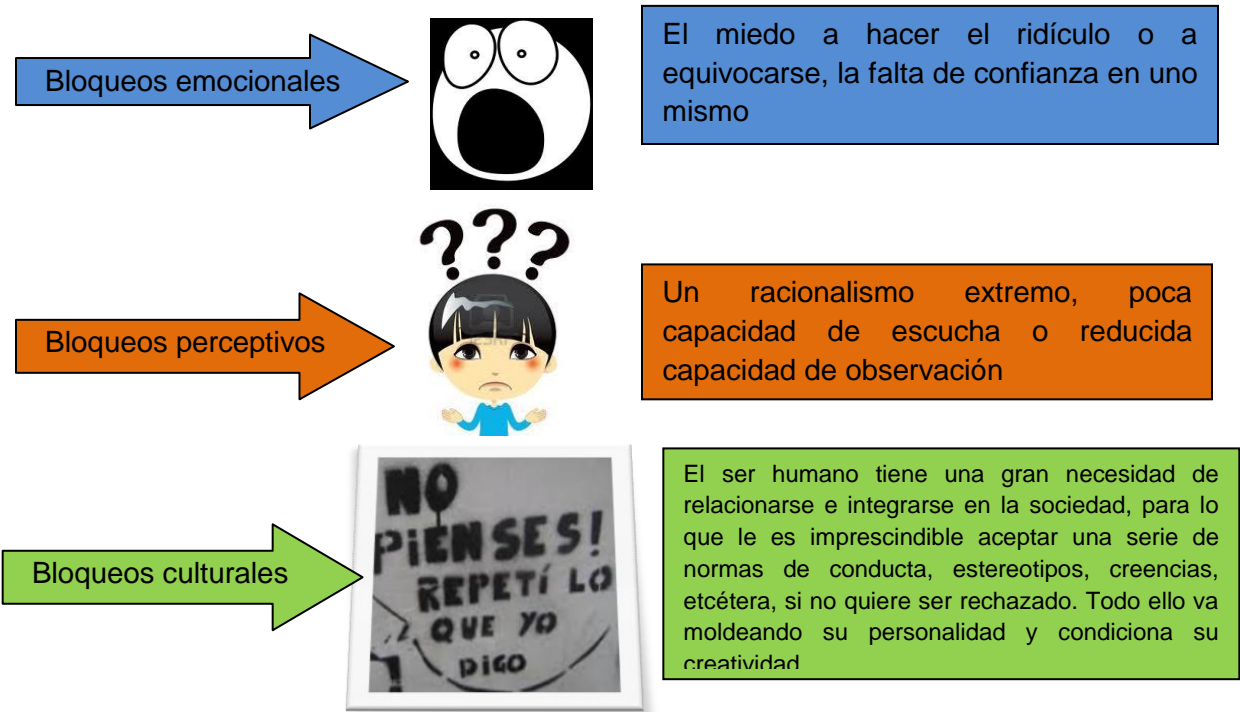 Bloqueos emocionales
El miedo a hacer el ridículo o a
equivocarse, la falta de confianza en uno
mismo
???
Bloqueos perceptivos
Un racionalismo extremo, poca
capacidad de escucha o reducida
capacidad de observación
Bloqueos culturales
NO
PiENSES!
REPETÍ LO
QUE YO
DIGO
El ser humano tiene una gran necesidad de
relacionarse e integrarse en la sociedad, para lo
que le es imprescindible aceptar una serie de
normas de conducta, estereotipos, creencias,
etcétera, si no quiere ser rechazado. Todo ello va
moldeando su personalidad y condiciona su
creatividad